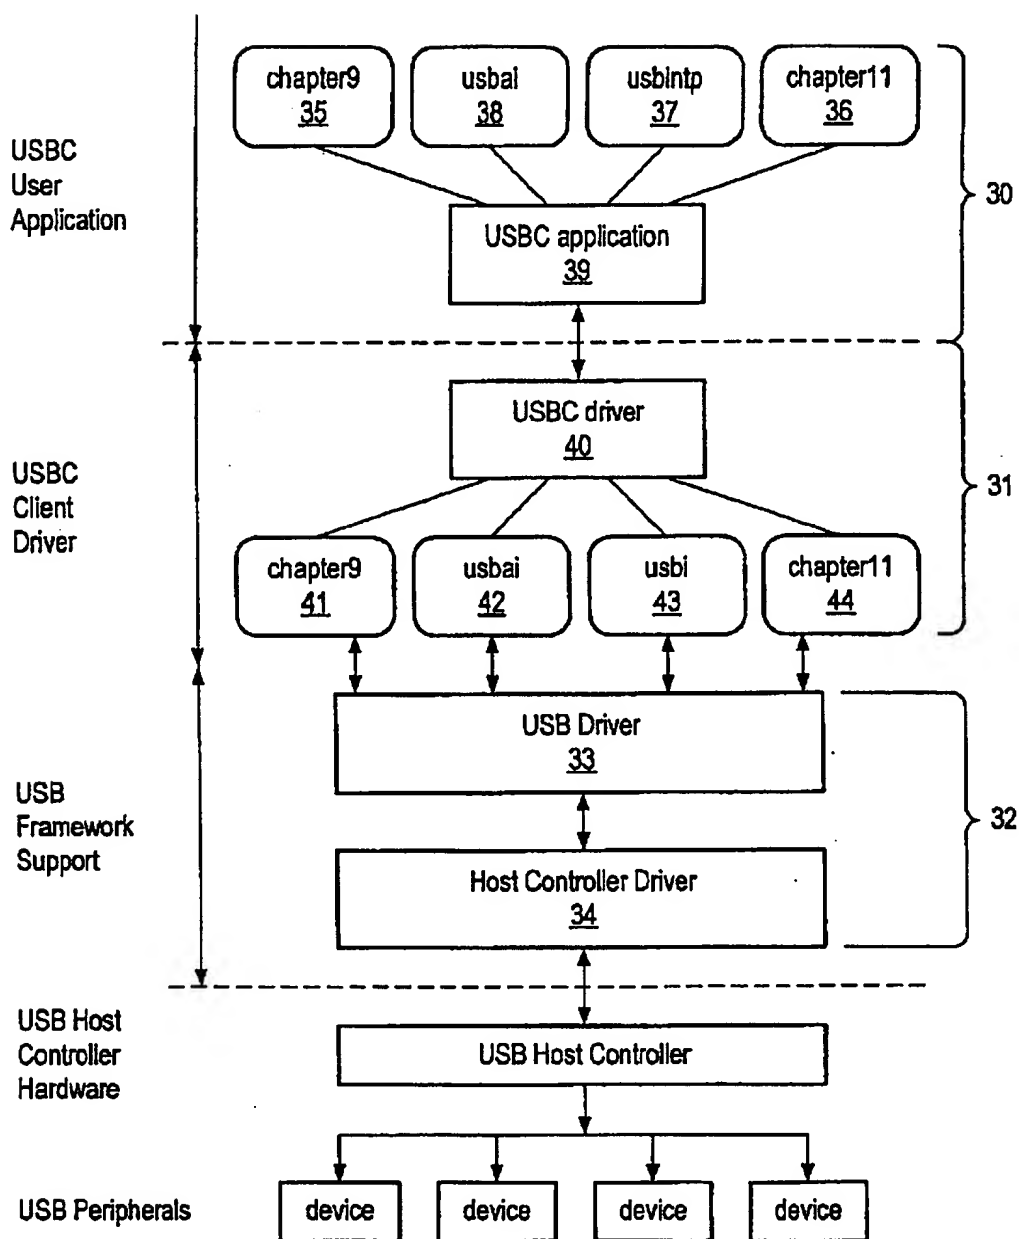 chapter9
35
usbai
38
usbintp
37
chapter11
36
USBC
User
Application
30
USBC application
39
USBC driver
40
USBC
Client
Driver
31
chapter9
41
usbai
42
usbi
43
chapter11
44
USB Driver
33
USB
Framework
Support
32
Host Controller Driver
34
USB Host
Controller
Hardware
USB Host Controller
USB Peripherals
device
device
device
device